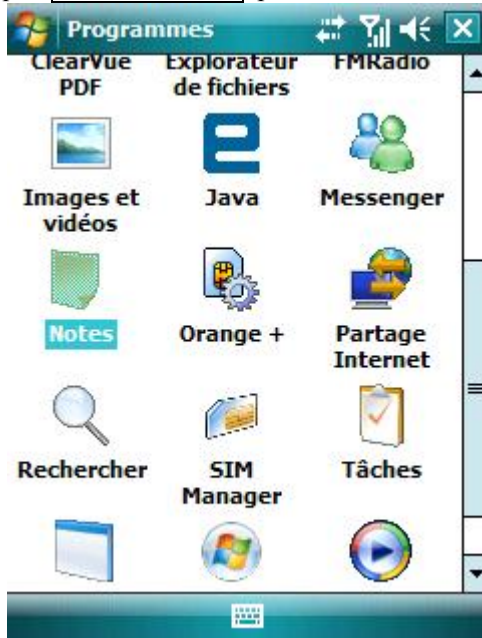 Programmes
ClearVue Explorateur FMRadio
PDF de fichiers
Images et Java Messenger
vidéos
Notes Orange + Partage
Internet
Rechercher SIM Tâches
Manager